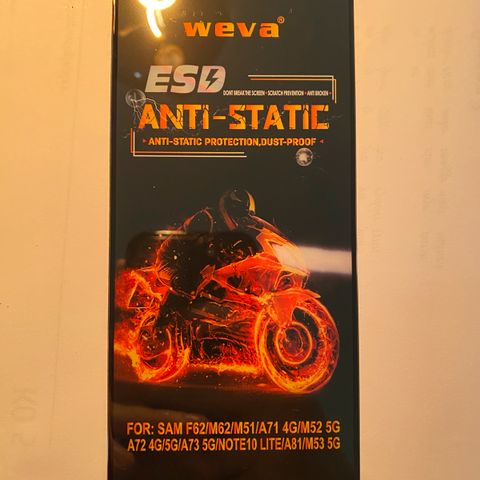 weva®
ESD
DONT BREAK THE SCREEN • SCRATCH PREVENTION • ANTI BROKEN
ANTI-STATIC
ANTI-STATIC PROTECTION,DUST-PROOF
FOR: SAM F62/M62/M51/A71 4G/M52 5G
A72 4G/5G/A73 5G/NOTE10 LITE/A81/M53 5G